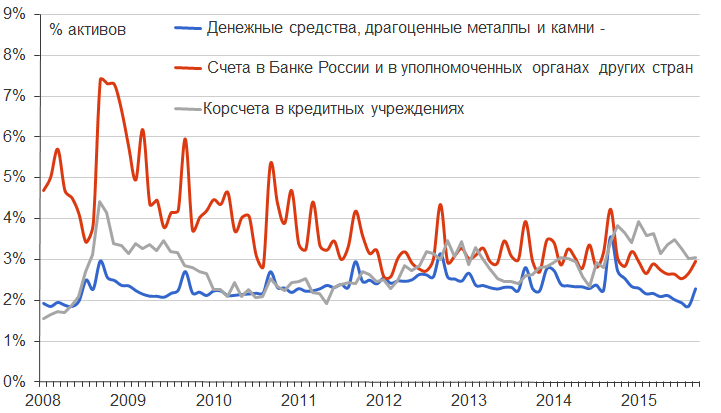 9%
% активов
Денежные средства, драгоценные металлы и камни -
8%
Счета в Банке России и в уполномоченных органах других стран
7%
Корсчета в кредитных учреждениях
6%
5%
4%
3%
2%
1%
0%
2008 2009 2010 2011 2012 2013 2014 2015